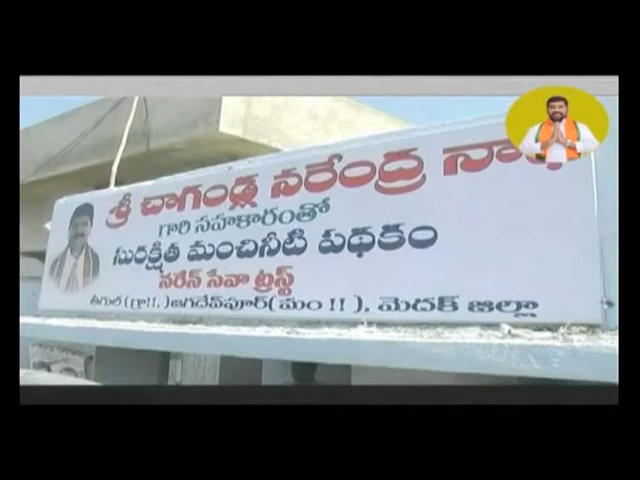 శ్రీ చాగండ్ల నరేంద్ర నాథ్
గారి సహకారంతో
సురక్షిత మంచినీటి పథకం
నరేన్ సేవా ట్రస్ట్
తీగుల్ (గ్రా!!, )జగదేవ్‌పూర్( మం !! ), మెదక్ జిల్లా